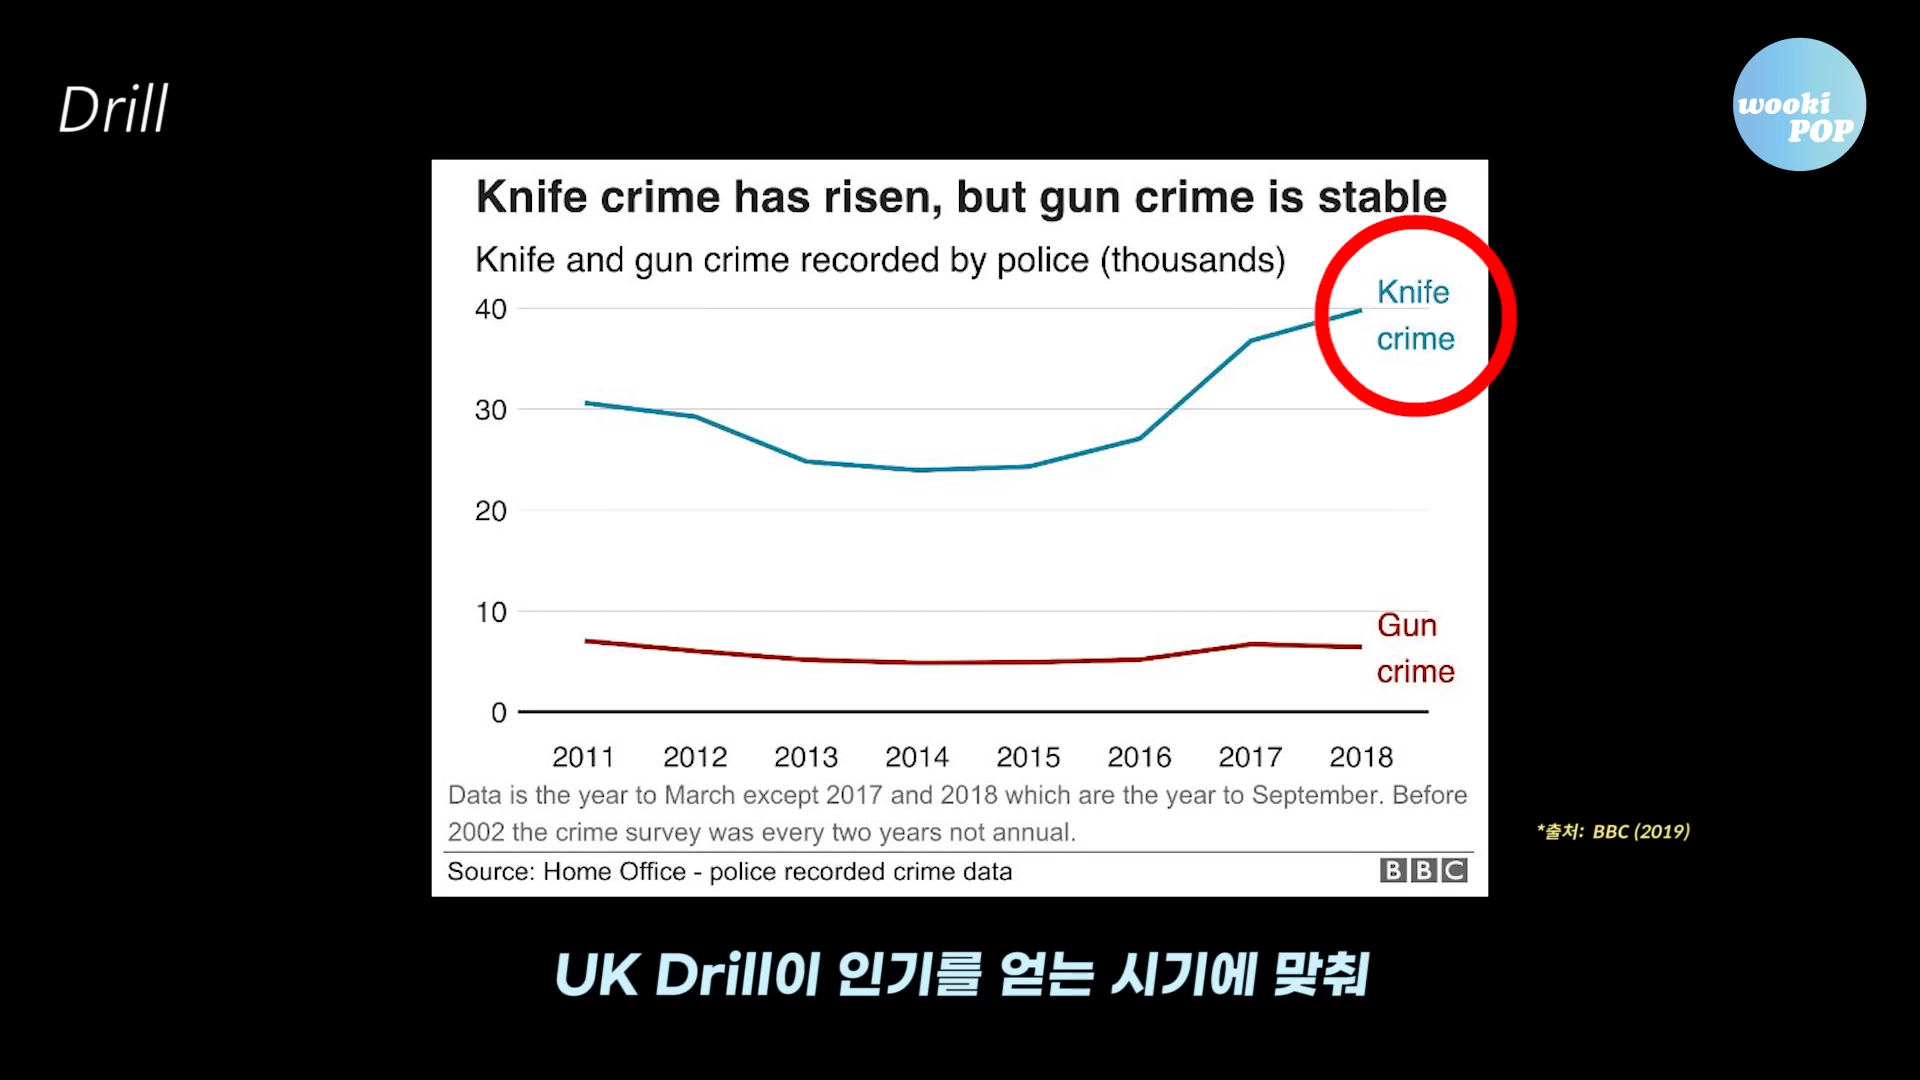 Drill
wooki
POP
Knife crime has risen, but gun crime is stable
Knife and gun crime recorded by police (thousands)
40
Knife
crime
30
20
10
Gun
crime
0
2011 2012 2013 2014 2015 2016 2017 2018
Data is the year to March except 2017 and 2018 which are the year to September. Before
2002 the crime survey was every two years not annual.
*출처: BBC (2019)
Source: Home Office - police recorded crime data
BBC
UK Drill이 인기를 얻는 시기에 맞춰